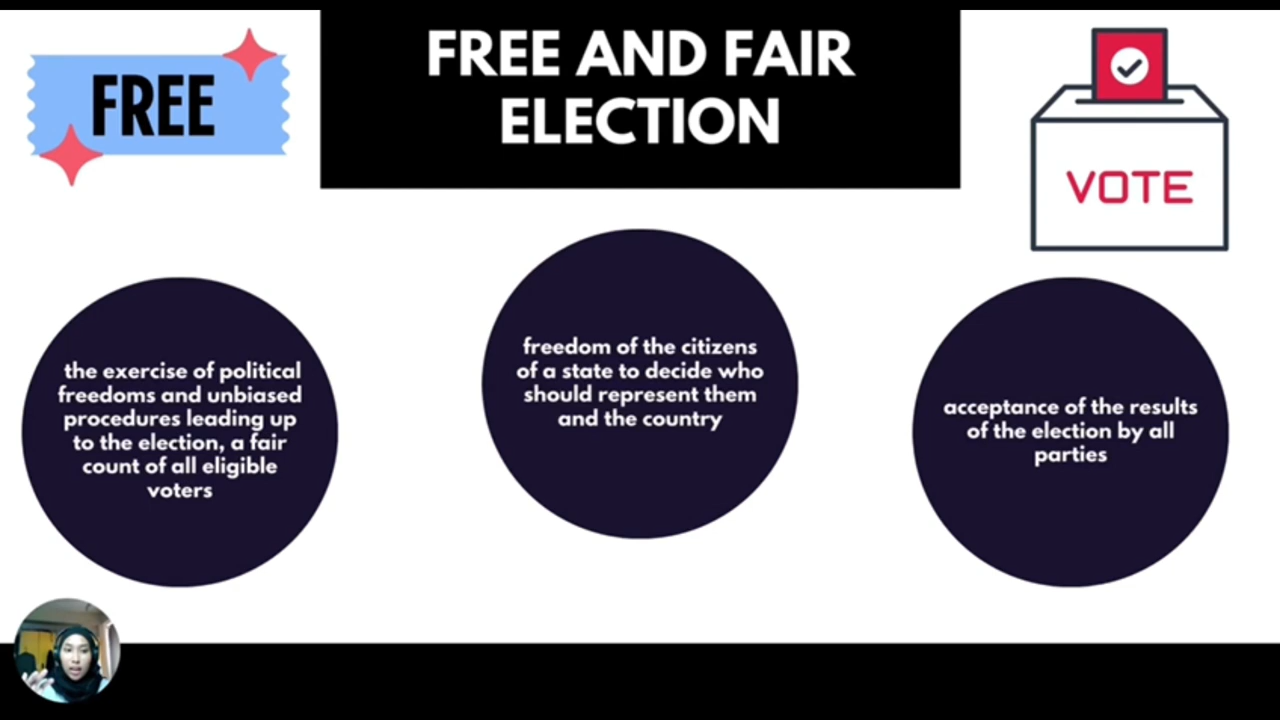 FREE
FREE AND FAIR
ELECTION
VOTE
the exercise of political
freedoms and unbiased
procedures leading up
to the election, a fair
count of all eligible
voters
freedom of the citizens
of a state to decide who
should represent them
and the country
acceptance of the results
of the election by all
parties